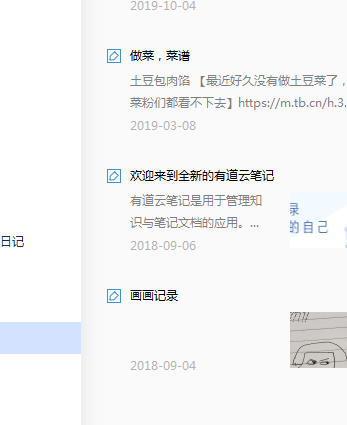 2019-10-04
做菜，菜谱
土豆包肉馅 【最近好久没有做土豆菜了，
菜粉们都看不下去】https://m.tb.cn/h.3.
2019-03-08
欢迎来到全新的有道云笔记
有道云笔记是用于管理知
识与笔记文档的应用。...
录
的自己
2018-09-06
日记
画画记录
2018-09-04